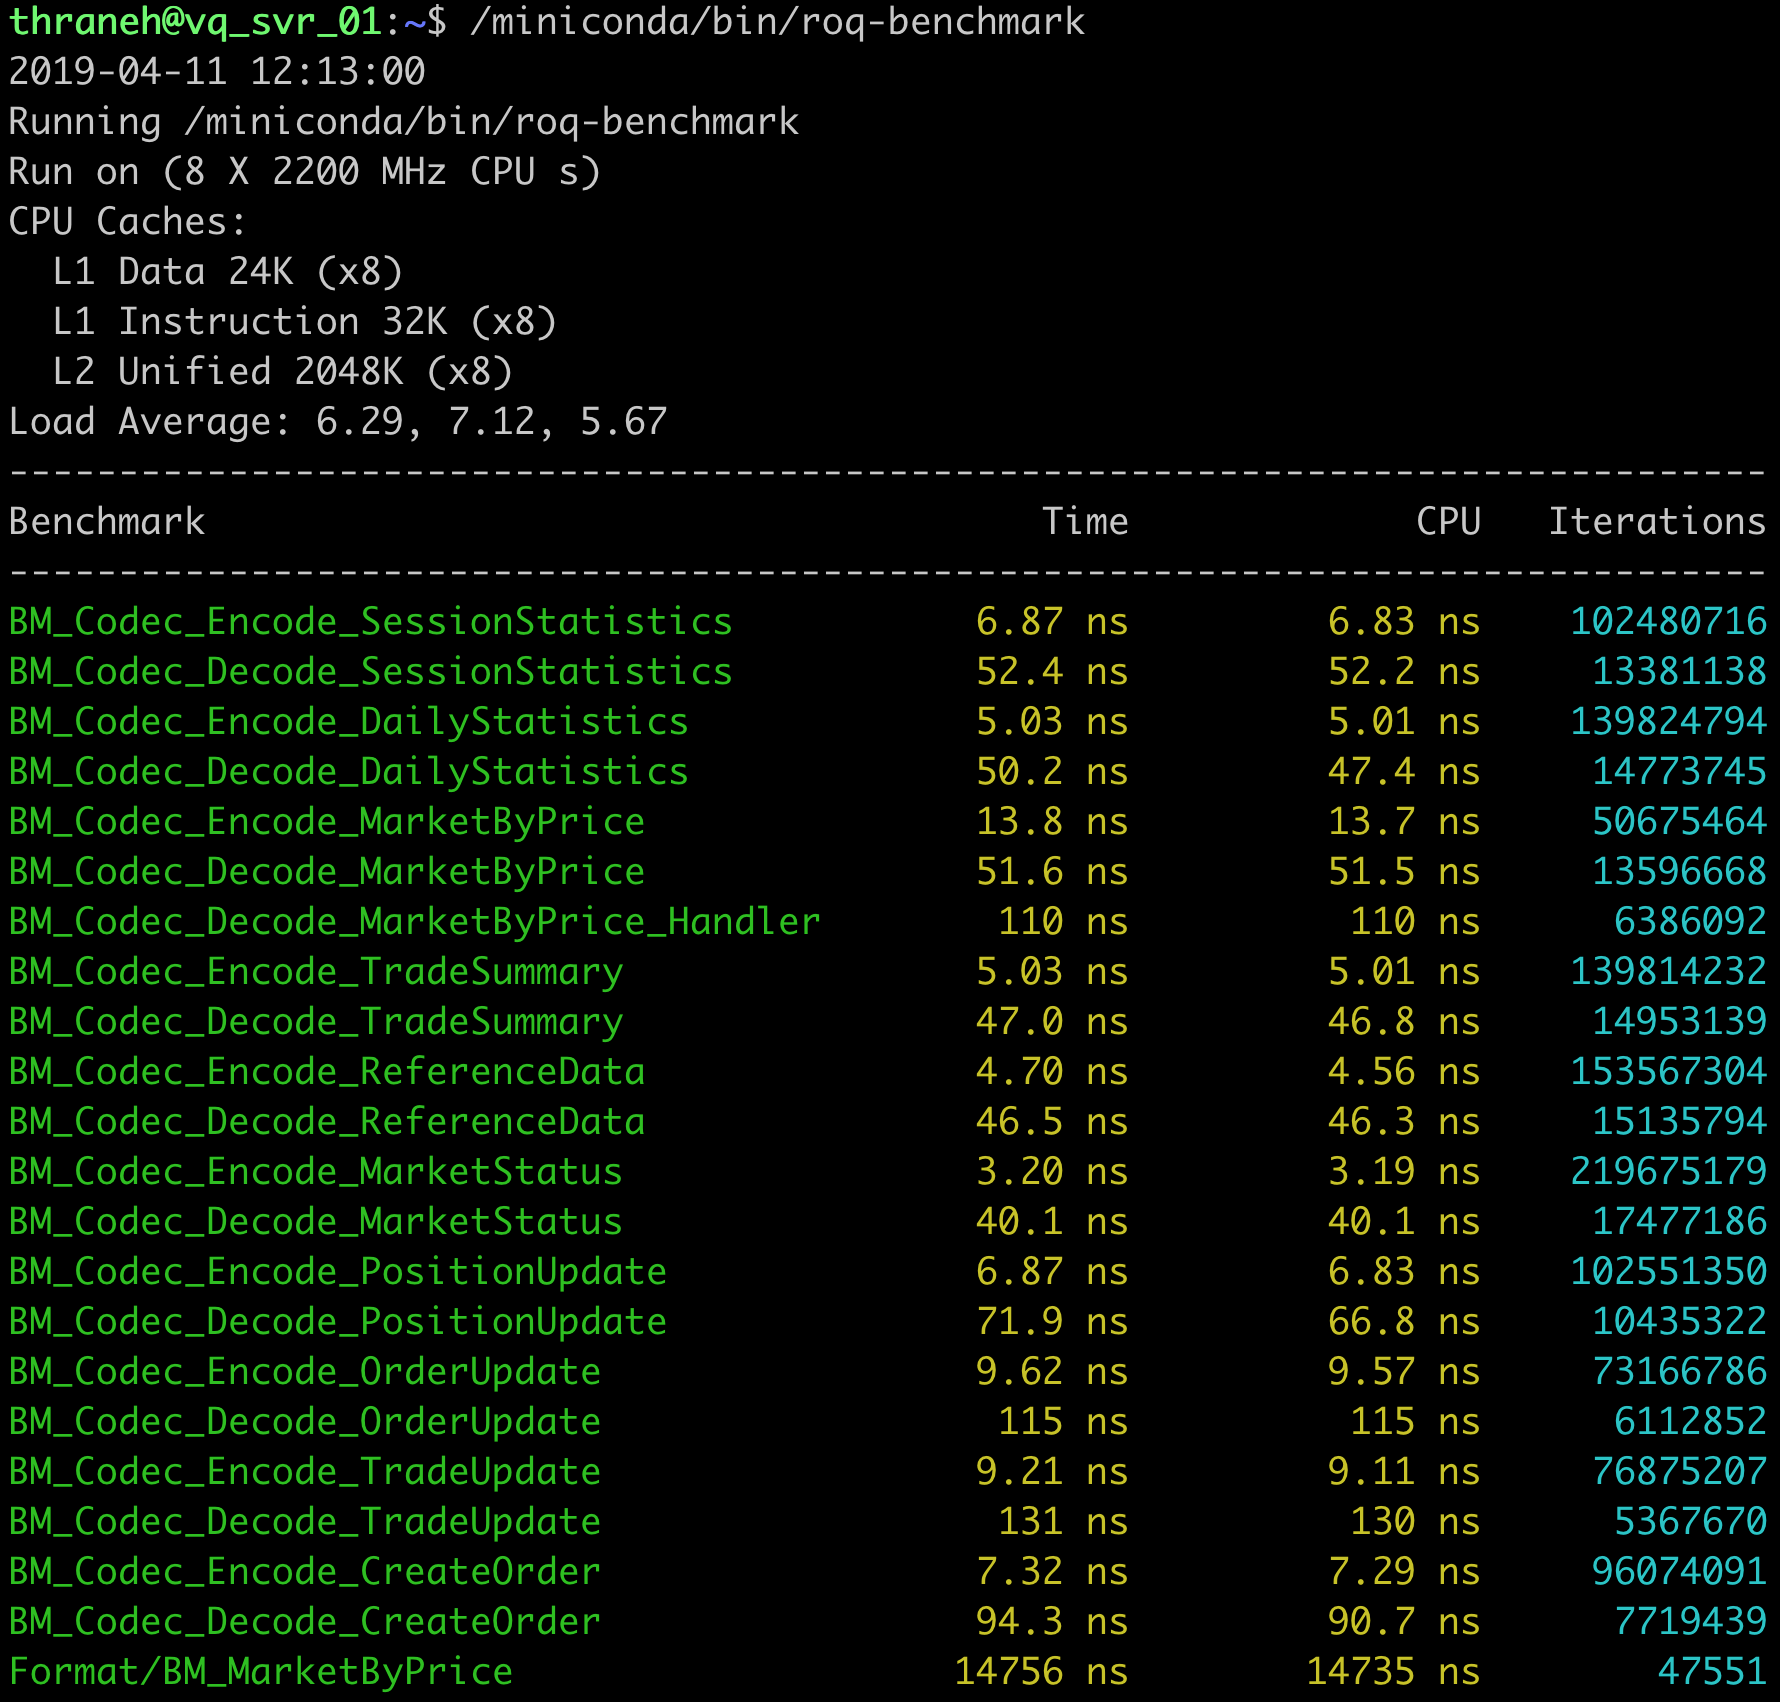 thraneh@vq_svr_01:~$ /miniconda/bin/roq-benchmark
2019-04-11 12:13:00
Running /miniconda/bin/roq-benchmark
Run on (8 X 2200 MHz CPU s)
CPU Caches:
  L1 Data 24K (x8)
  L1 Instruction 32K (x8)
  L2 Unified 2048K (x8)
Load Average: 6.29, 7.12, 5.67
--------------------------------------------------------------------------------
Benchmark                                      Time             CPU   Iterations
--------------------------------------------------------------------------------
BM_Codec_Encode_SessionStatistics           6.87 ns         6.83 ns    102480716
BM_Codec_Decode_SessionStatistics           52.4 ns         52.2 ns     13381138
BM_Codec_Encode_DailyStatistics             5.03 ns         5.01 ns    139824794
BM_Codec_Decode_DailyStatistics             50.2 ns         47.4 ns     14773745
BM_Codec_Encode_MarketByPrice               13.8 ns         13.7 ns     50675464
BM_Codec_Decode_MarketByPrice               51.6 ns         51.5 ns     13596668
BM_Codec_Decode_MarketByPrice_Handler        110 ns          110 ns      6386092
BM_Codec_Encode_TradeSummary                5.03 ns         5.01 ns    139814232
BM_Codec_Decode_TradeSummary                47.0 ns         46.8 ns     14953139
BM_Codec_Encode_ReferenceData               4.70 ns         4.56 ns    153567304
BM_Codec_Decode_ReferenceData               46.5 ns         46.3 ns     15135794
BM_Codec_Encode_MarketStatus                3.20 ns         3.19 ns    219675179
BM_Codec_Decode_MarketStatus                40.1 ns         40.1 ns     17477186
BM_Codec_Encode_PositionUpdate              6.87 ns         6.83 ns    102551350
BM_Codec_Decode_PositionUpdate              71.9 ns         66.8 ns     10435322
BM_Codec_Encode_OrderUpdate                 9.62 ns         9.57 ns     73166786
BM_Codec_Decode_OrderUpdate                  115 ns          115 ns      6112852
BM_Codec_Encode_TradeUpdate                 9.21 ns         9.11 ns     76875207
BM_Codec_Decode_TradeUpdate                  131 ns          130 ns      5367670
BM_Codec_Encode_CreateOrder                 7.32 ns         7.29 ns     96074091
BM_Codec_Decode_CreateOrder                 94.3 ns         90.7 ns      7719439
Format/BM_MarketByPrice                    14756 ns        14735 ns        47551